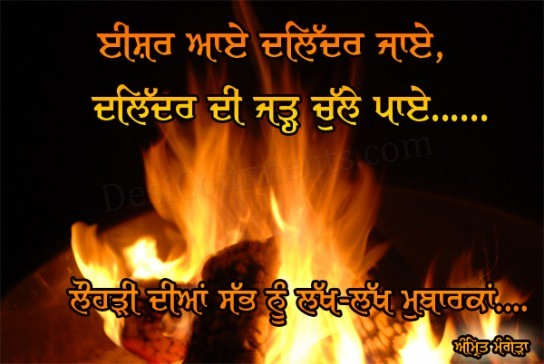 ਈਸ਼ਰ ਆਏ ਦਲਿੱਦਰ ਜਾਏ,
ਦਲਿੱਦਰ ਦੀ ਜੜ੍ਹ ਚੁੱਲੇ ਪਾਏ......
ਲੋਹੜੀ ਦੀਆਂ ਸੱਭ ਨੂੰ ਲੱਖ-ਲੱਖ ਮੁਬਾਰਕਾਂ....
ਅੰਮ੍ਰਿਤ ਮੰਗੇੜਾ